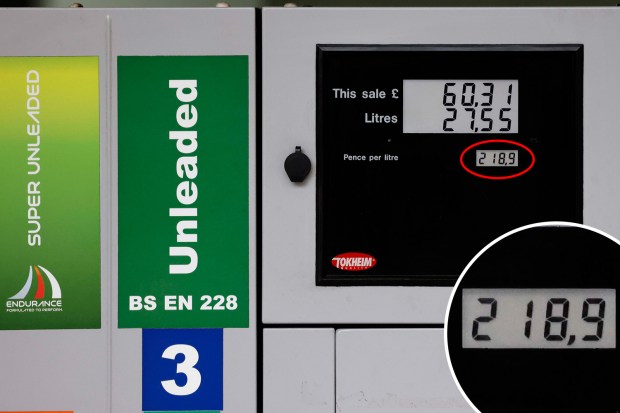 SUPER UNLEADED
ENDURANCE
FORMULATED TO PERFORM.
Unleaded
BS EN 228
3
This sale £ 60,31
Litres 27,55
Pence per litre 218,9
TOKHEIM
QUALITY
218,9